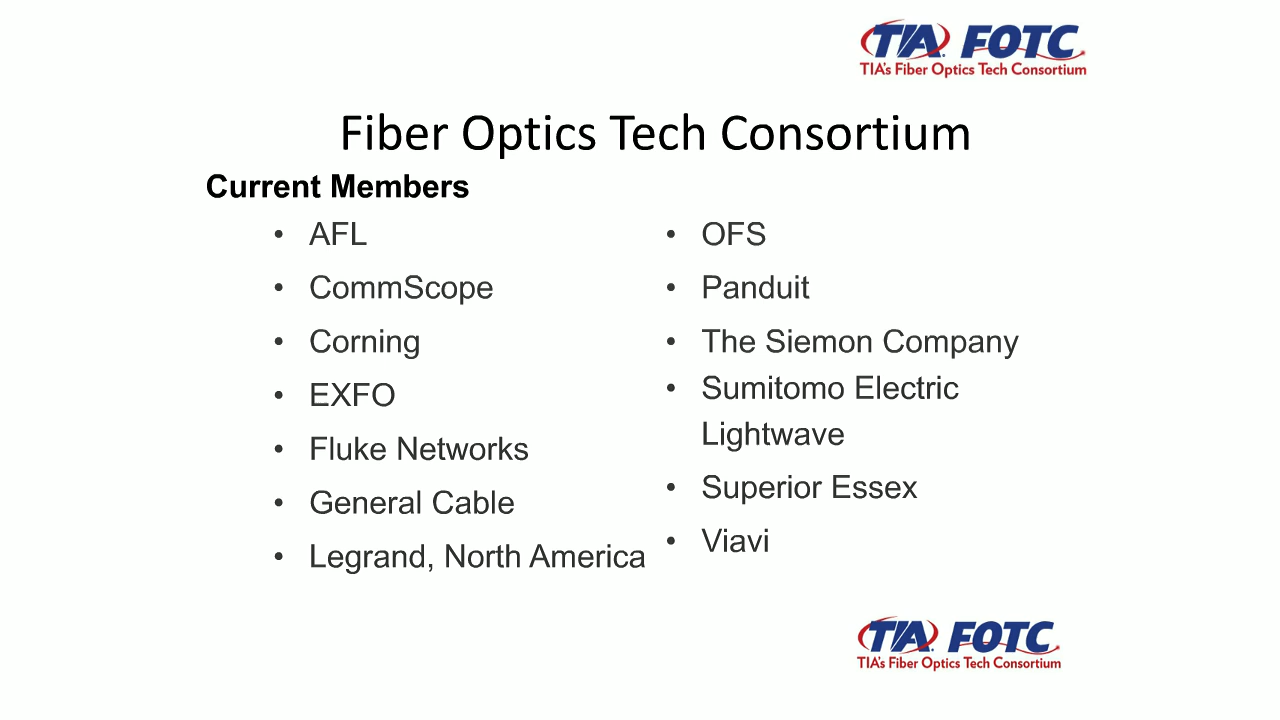 TIA FOTC
TIA's Fiber Optics Tech Consortium
Fiber Optics Tech Consortium
Current Members
• AFL
• CommScope
• Corning
• EXFO
• Fluke Networks
• General Cable
• Legrand, North America
• OFS
• Panduit
• The Siemon Company
• Sumitomo Electric
Lightwave
• Superior Essex
• Viavi
TIA FOTC
TIA's Fiber Optics Tech Consortium